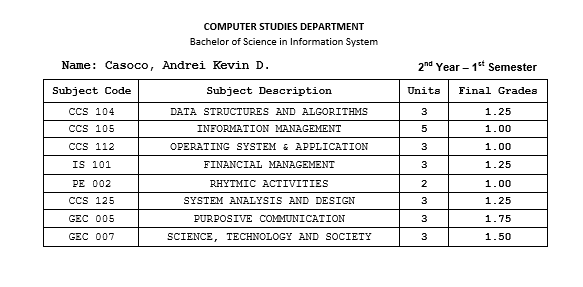 COMPUTER STUDIES DEPARTMENT
Bachelor of Science in Information System
Name: Casoco, Andrei Kevin D. 2nd Year – 1st Semester
Subject Code Subject Description Units Final Grades
CCS 104 DATA STRUCTURES AND ALGORITHMS 3 1.25
CCS 105 INFORMATION MANAGEMENT 5 1.00
CCS 112 OPERATING SYSTEM & APPLICATION 3 1.00
IS 101 FINANCIAL MANAGEMENT 3 1.25
PE 002 RHYTMIC ACTIVITIES 2 1.00
CCS 125 SYSTEM ANALYSIS AND DESIGN 3 1.25
GEC 005 PURPOSIVE COMMUNICATION 3 1.75
GEC 007 SCIENCE, TECHNOLOGY AND SOCIETY 3 1.50